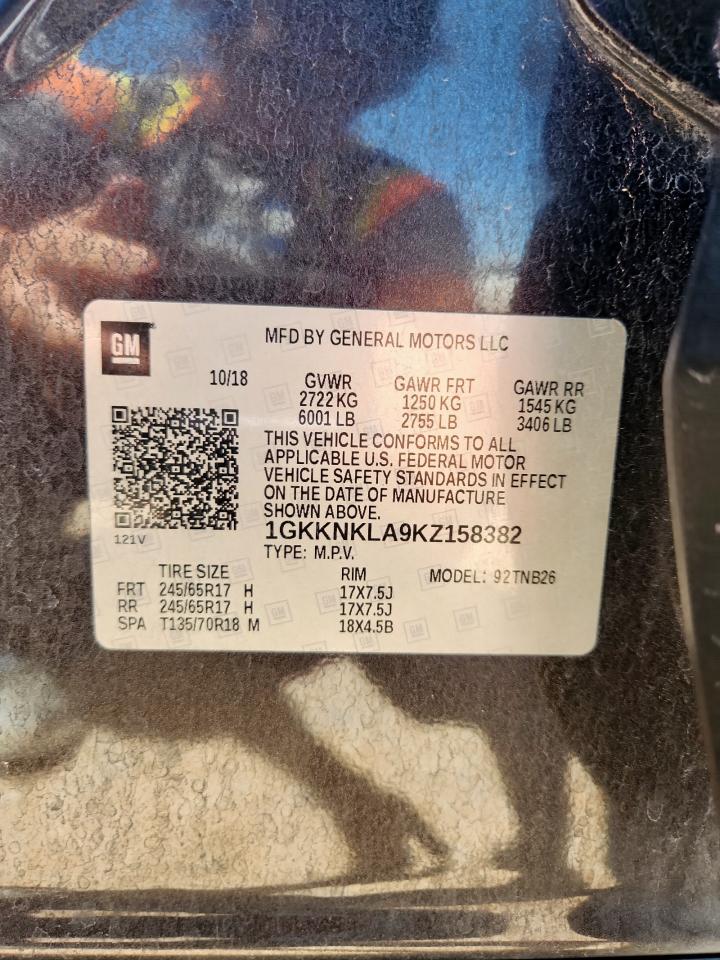 GM
MFD BY GENERAL MOTORS LLC
10/18 GVWR GAWR FRT GAWR RR
2722 KG 1250 KG 1545 KG
6001 LB 2755 LB 3406 LB
THIS VEHICLE CONFORMS TO ALL
APPLICABLE U.S. FEDERAL MOTOR
VEHICLE SAFETY STANDARDS IN EFFECT
ON THE DATE OF MANUFACTURE
SHOWN ABOVE.
1GKKNKLA9KZ158382
121V
TYPE: M.P.V.
TIRE SIZE RIM MODEL: 92TNB26
FRT 245/65R17 H 17X7.5J
RR 245/65R17 H 17X7.5J
SPA T135/70R18 M 18X4.5B